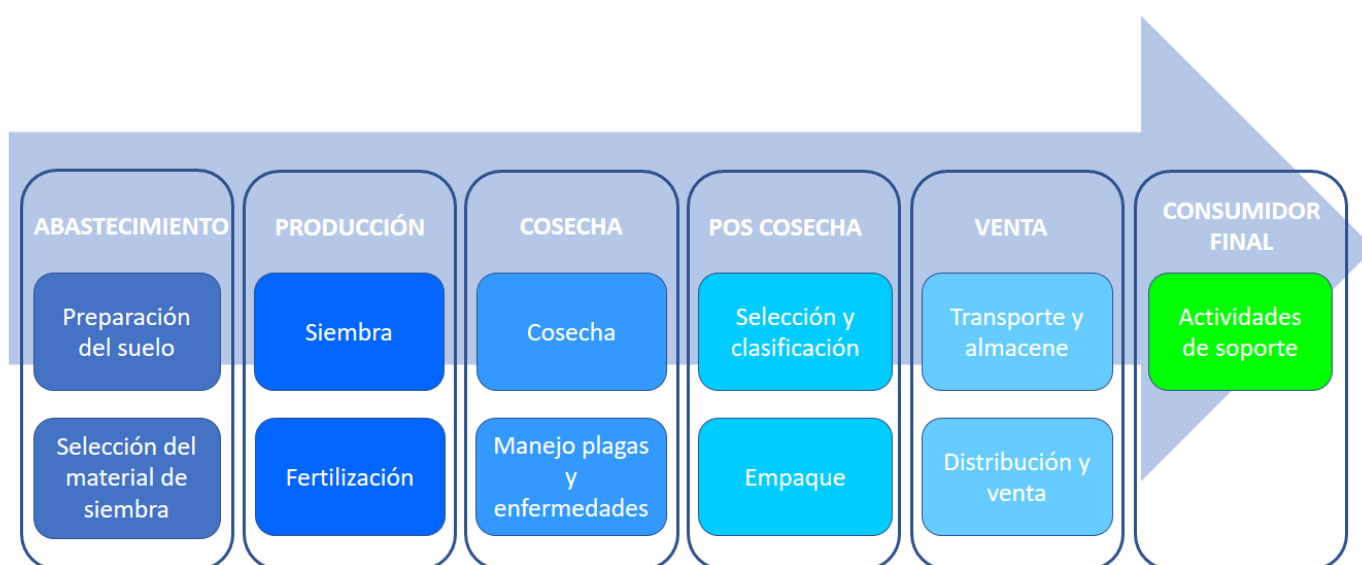 ABASTECIMIENTO
Preparación
del suelo
Selección del
material de
siembra
PRODUCCIÓN
Siembra
Fertilización
COSECHA
Cosecha
Manejo plagas
y
enfermedades
POS COSECHA
Selección y
clasificación
Empaque
VENTA
Transporte y
almacene
Distribución y
venta
CONSUMIDOR
FINAL
Actividades
de soporte